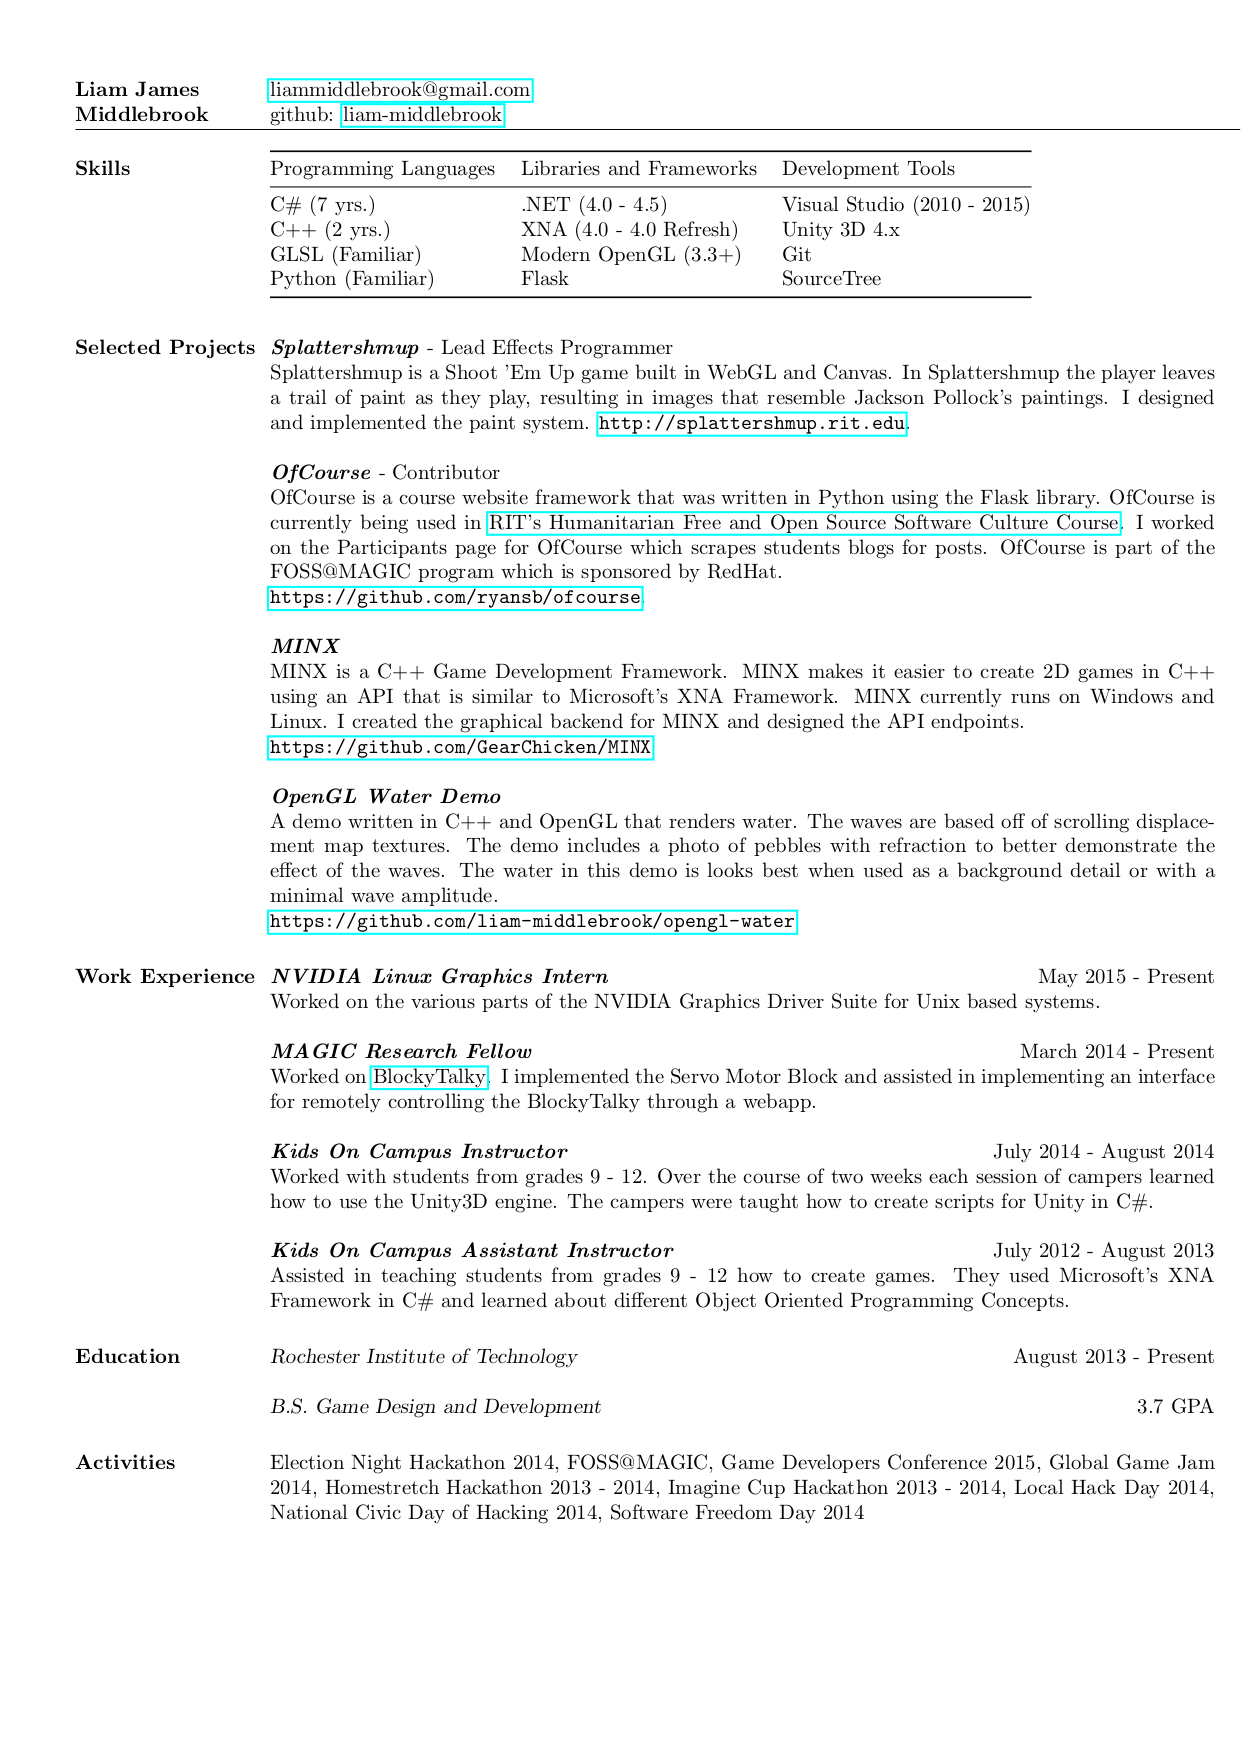 Liam James liammiddlebrook@gmail.com
Middlebrook github: liam-middlebrook
Skills
Programming Languages Libraries and Frameworks Development Tools
C# (7 yrs.) .NET (4.0 - 4.5) Visual Studio (2010 - 2015)
C++ (2 yrs.) XNA (4.0 - 4.0 Refresh) Unity 3D 4.x
GLSL (Familiar) Modern OpenGL (3.3+) Git
Python (Familiar) Flask SourceTree
Selected Projects Splattershmup - Lead Effects Programmer
Splattershmup is a Shoot 'Em Up game built in WebGL and Canvas. In Splattershmup the player leaves
a trail of paint as they play, resulting in images that resemble Jackson Pollock's paintings. I designed
and implemented the paint system. http://splattershmup.rit.edu.
OfCourse - Contributor
OfCourse is a course website framework that was written in Python using the Flask library. OfCourse is
currently being used in RIT's Humanitarian Free and Open Source Software Culture Course. I worked
on the Participants page for OfCourse which scrapes students blogs for posts. OfCourse is part of the
FOSS@MAGIC program which is sponsored by RedHat.
https://github.com/ryansb/ofcourse
MINX
MINX is a C++ Game Development Framework. MINX makes it easier to create 2D games in C++
using an API that is similar to Microsoft's XNA Framework. MINX currently runs on Windows and
Linux. I created the graphical backend for MINX and designed the API endpoints.
https://github.com/GearChicken/MINX
OpenGL Water Demo
A demo written in C++ and OpenGL that renders water. The waves are based off of scrolling displace-
ment map textures. The demo includes a photo of pebbles with refraction to better demonstrate the
effect of the waves. The water in this demo is looks best when used as a background detail or with a
minimal wave amplitude.
https://github.com/liam-middlebrook/opengl-water
Work Experience NVIDIA Linux Graphics Intern May 2015 - Present
Worked on the various parts of the NVIDIA Graphics Driver Suite for Unix based systems.
MAGIC Research Fellow March 2014 - Present
Worked on BlockyTalky. I implemented the Servo Motor Block and assisted in implementing an interface
for remotely controlling the BlockyTalky through a webapp.
Kids On Campus Instructor July 2014 - August 2014
Worked with students from grades 9 - 12. Over the course of two weeks each session of campers learned
how to use the Unity3D engine. The campers were taught how to create scripts for Unity in C#.
Kids On Campus Assistant Instructor July 2012 - August 2013
Assisted in teaching students from grades 9 - 12 how to create games. They used Microsoft's XNA
Framework in C# and learned about different Object Oriented Programming Concepts.
Education Rochester Institute of Technology August 2013 - Present
B.S. Game Design and Development 3.7 GPA
Activities Election Night Hackathon 2014, FOSS@MAGIC, Game Developers Conference 2015, Global Game Jam
2014, Homestretch Hackathon 2013 - 2014, Imagine Cup Hackathon 2013 - 2014, Local Hack Day 2014,
National Civic Day of Hacking 2014, Software Freedom Day 2014